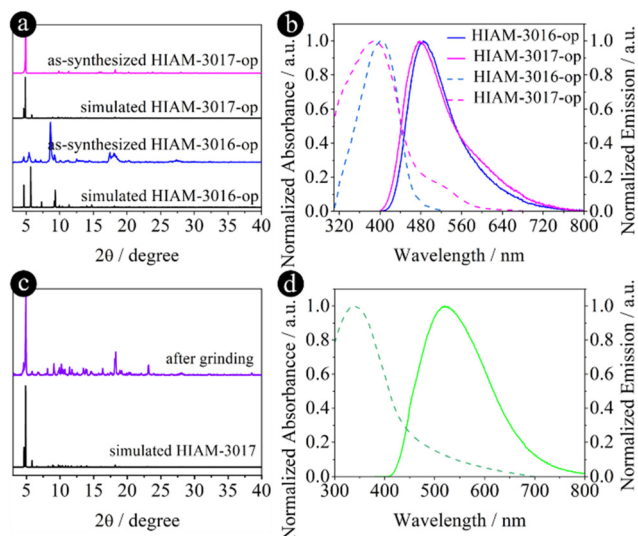 a
as-synthesized HIAM-3017-op
simulated HIAM-3017-op
as-synthesized HIAM-3016-op
simulated HIAM-3016-op
5 10 15 20 25 30 35 40
2θ / degree
b
Normalized Absorbance / a.u.
1.0
0.8
0.6
0.4
0.2
0.0
HIAM-3016-op
HIAM-3017-op
HIAM-3016-op
HIAM-3017-op
1.0
0.8
0.6
0.4
0.2
0.0
Normalized Emission / a.u.
320 400 480 560 640 720 800
Wavelength / nm
c
after grinding
simulated HIAM-3017
5 10 15 20 25 30 35 40
2θ / degree
d
Normalized Absorbancce / a.u.
1.0
0.8
0.6
0.4
0.2
0.0
1.0
0.8
0.6
0.4
0.2
0.0
Normalized Emission / a.u.
300 400 500 600 700 800
Wavelength / nm